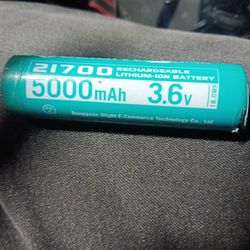 21700 RECHARGEABLE
LITHIUM-ION BATTERY
5000mAh 3.6V
18.0Wh
Dongguan Olight E-Commerce Technology Co., Ltd